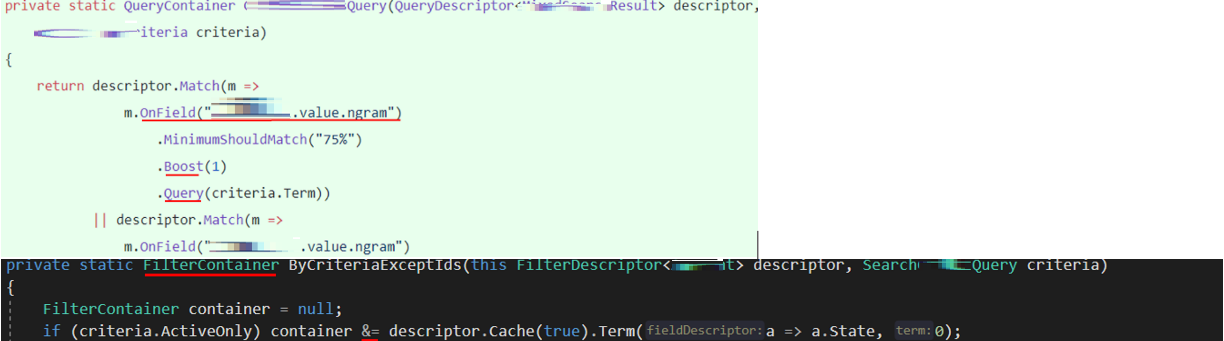 private static QueryContainer Query(QueryDescriptor< Result> descriptor,
iteria criteria)
{
return descriptor.Match(m =>
m.OnField(" .value.ngram")
.MinimumShouldMatch("75%")
.Boost(1)
.Query(criteria.Term))
|| descriptor.Match(m =>
m.OnField(" .value.ngram")
private static FilterContainer ByCriteriaExceptIds(this FilterDescriptor< t> descriptor, Search Query criteria)
{
FilterContainer container = null;
if (criteria.ActiveOnly) container &= descriptor.Cache(true).Term(fieldDescriptor: a => a.State, term: 0);